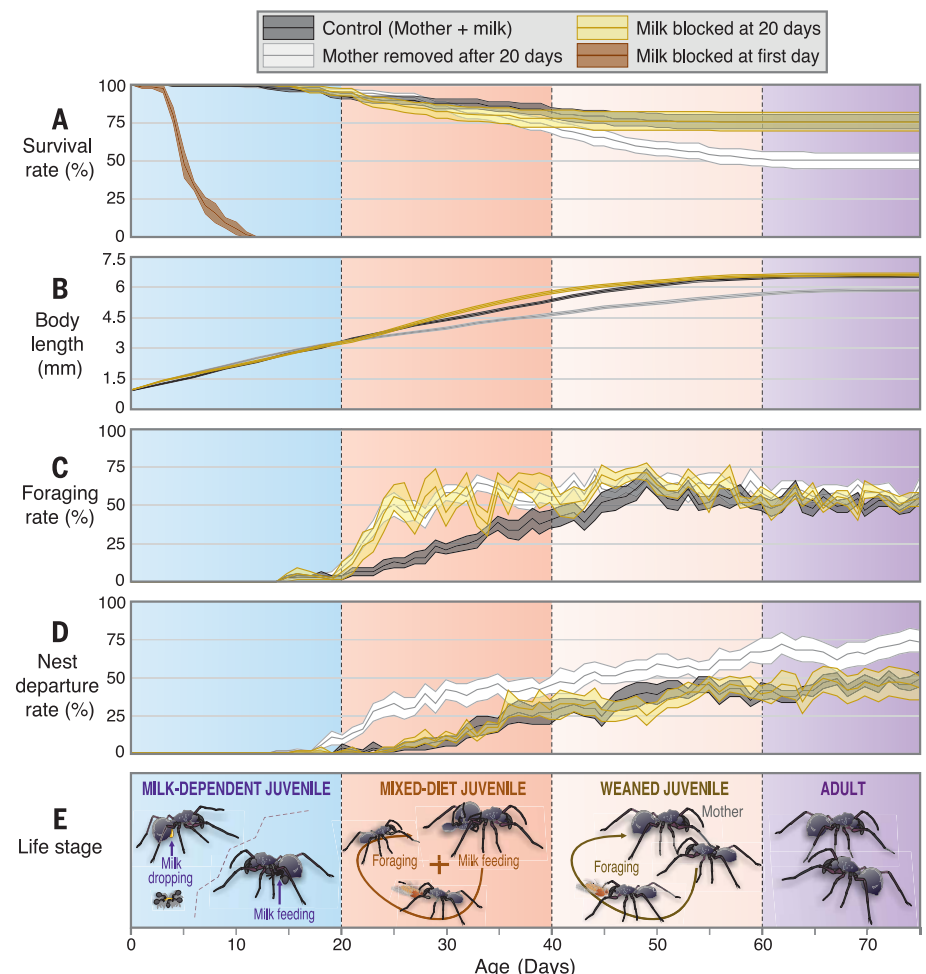 Control (Mother + milk)
Milk blocked at 20 days
Mother removed after 20 days
Milk blocked at first day
A
Survival
rate (%)
100
75
50
25
0
B
Body
length
(mm)
7.5
6
4.5
3
1.5
0
C
Foraging
rate (%)
100
75
50
25
0
D
Nest
departure
rate (%)
100
75
50
25
0
E
Life stage
MILK-DEPENDENT JUVENILE
Milk
dropping
Milk feeding
MIXED-DIET JUVENILE
Foraging
+
Milk feeding
WEANED JUVENILE
Mother
Foraging
ADULT
0
10
20
30
40
50
60
70
Age (Days)